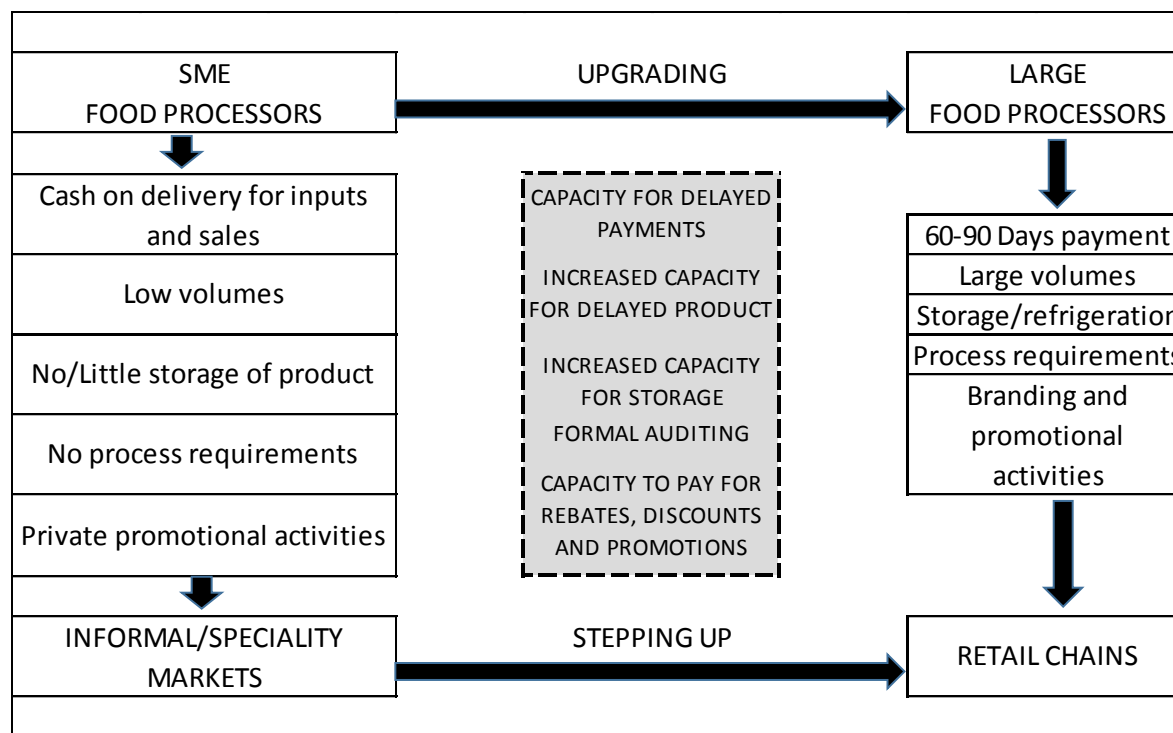 SME
FOOD PROCESSORS
UPGRADING
LARGE
FOOD PROCESSORS
Cash on delivery for inputs
and sales
Low volumes
No/Little storage of product
No process requirements
Private promotional activities
CAPACITY FOR DELAYED
PAYMENTS
INCREASED CAPACITY
FOR DELAYED PRODUCT
INCREASED CAPACITY
FOR STORAGE
FORMAL AUDITING
CAPACITY TO PAY FOR
REBATES, DISCOUNTS
AND PROMOTIONS
60-90 Days payment
Large volumes
Storage/refrigeration
Process requirements
Branding and
promotional
activities
INFORMAL/SPECIALITY
MARKETS
STEPPING UP
RETAIL CHAINS